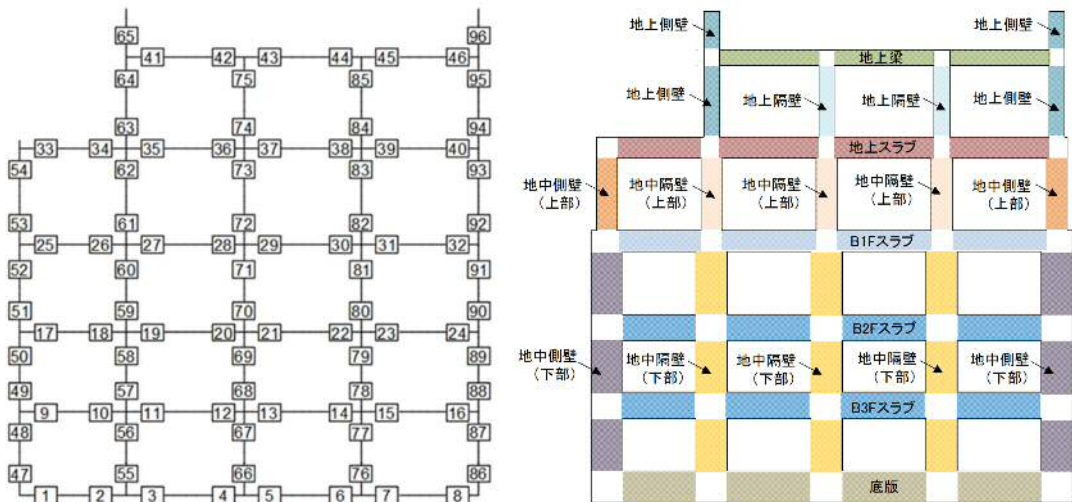 65 96
41 42 43 44 45 46
64 75 85 95
63 74 84 94
33 34 35 36 37 38 39 40
54 62 73 83 93
53 61 72 82 92
25 26 27 28 29 30 31 32
52 60 71 81 91
51 59 70 80 90
17 18 19 20 21 22 23 24
50 58 69 79 89
49 57 68 78 88
9 10 11 12 13 14 15 16
48 56 67 77 87
47 55 66 76 86
1 2 3 4 5 6 7 8
地上側壁 地上側壁
地上梁
地上側壁 地上隔壁 地上隔壁 地上側壁
地上スラブ
地中側壁 地中隔壁 地中隔壁 地中隔壁 地中側壁
(上部) (上部) (上部) (上部) (上部)
B1Fスラブ
B2Fスラブ
地中側壁 地中隔壁 地中隔壁 地中隔壁 地中側壁
(下部) (下部) (下部) (下部) (下部)
B3Fスラブ
底版